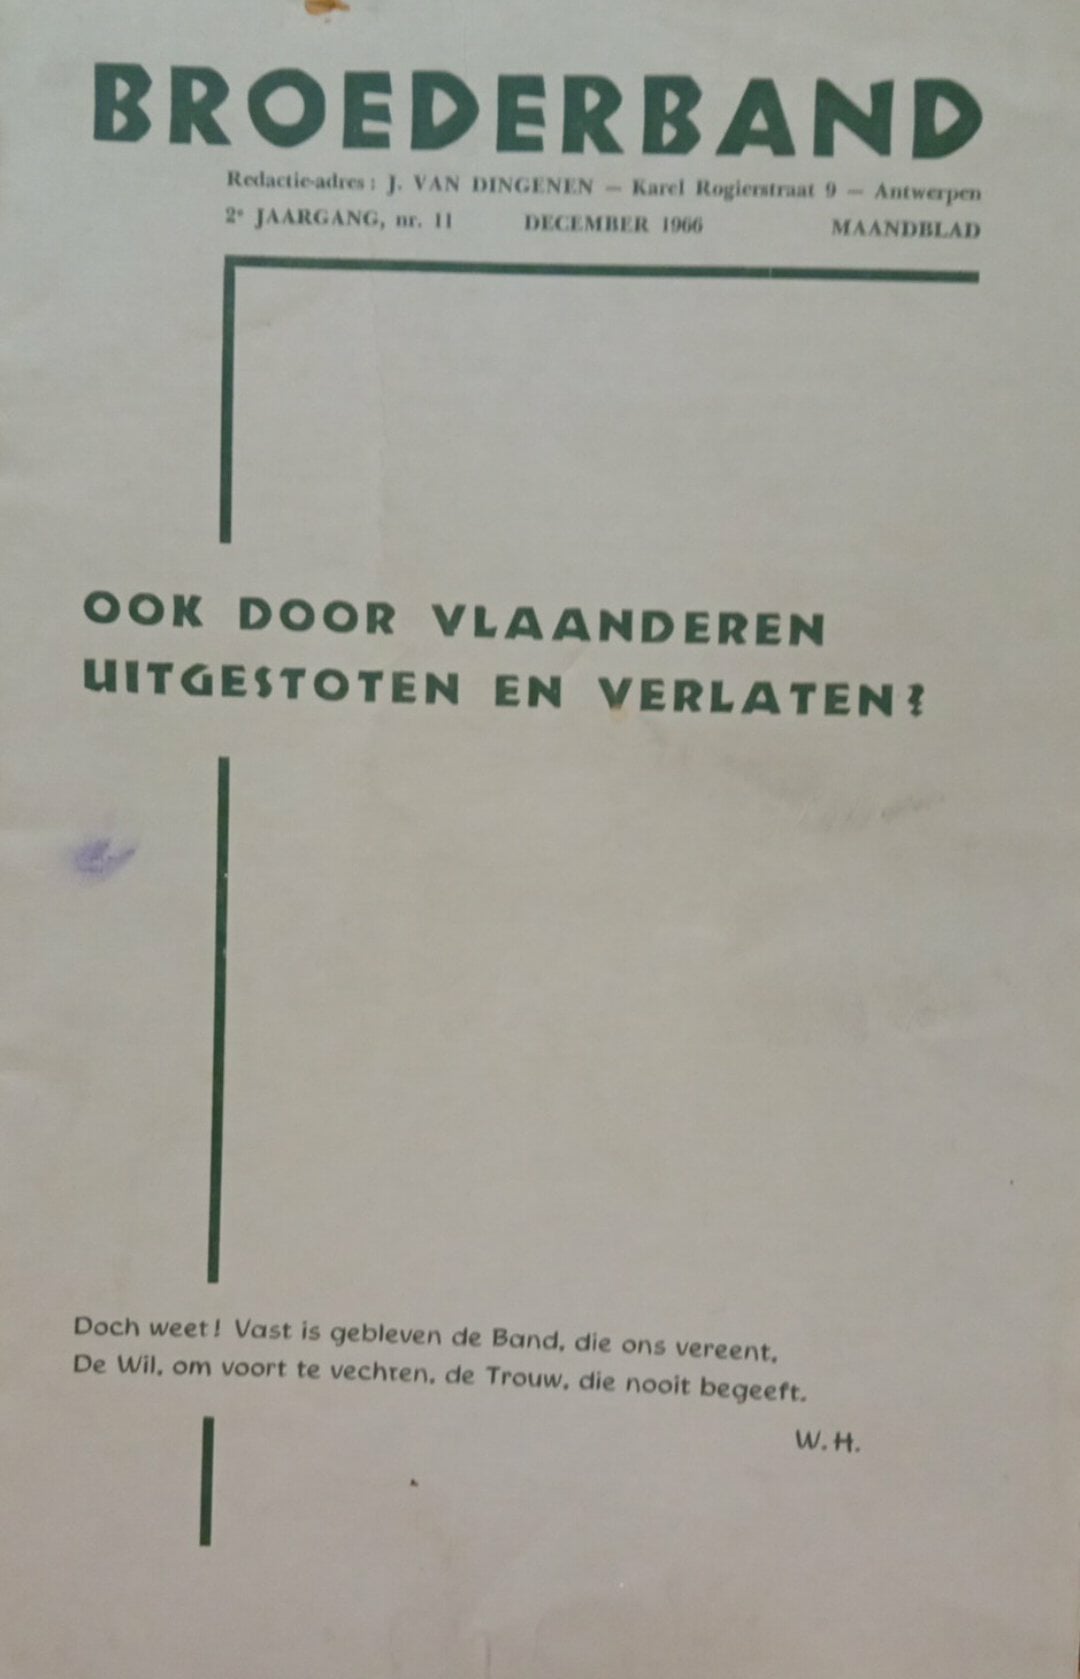 BROEDERBAND
Redactie-adres : J. VAN DINGENEN — Karel Rogierstraat 9 — Antwerpen
2e JAARGANG, nr. 11 DECEMBER 1966 MAANDBLAD
OOK DOOR VLAANDEREN
UITGESTOTEN EN VERLATEN?
Doch weet! Vast is gebleven de Band, die ons vereent,
De Wil, om voort te vechten, de Trouw, die nooit begeeft.
W. H.